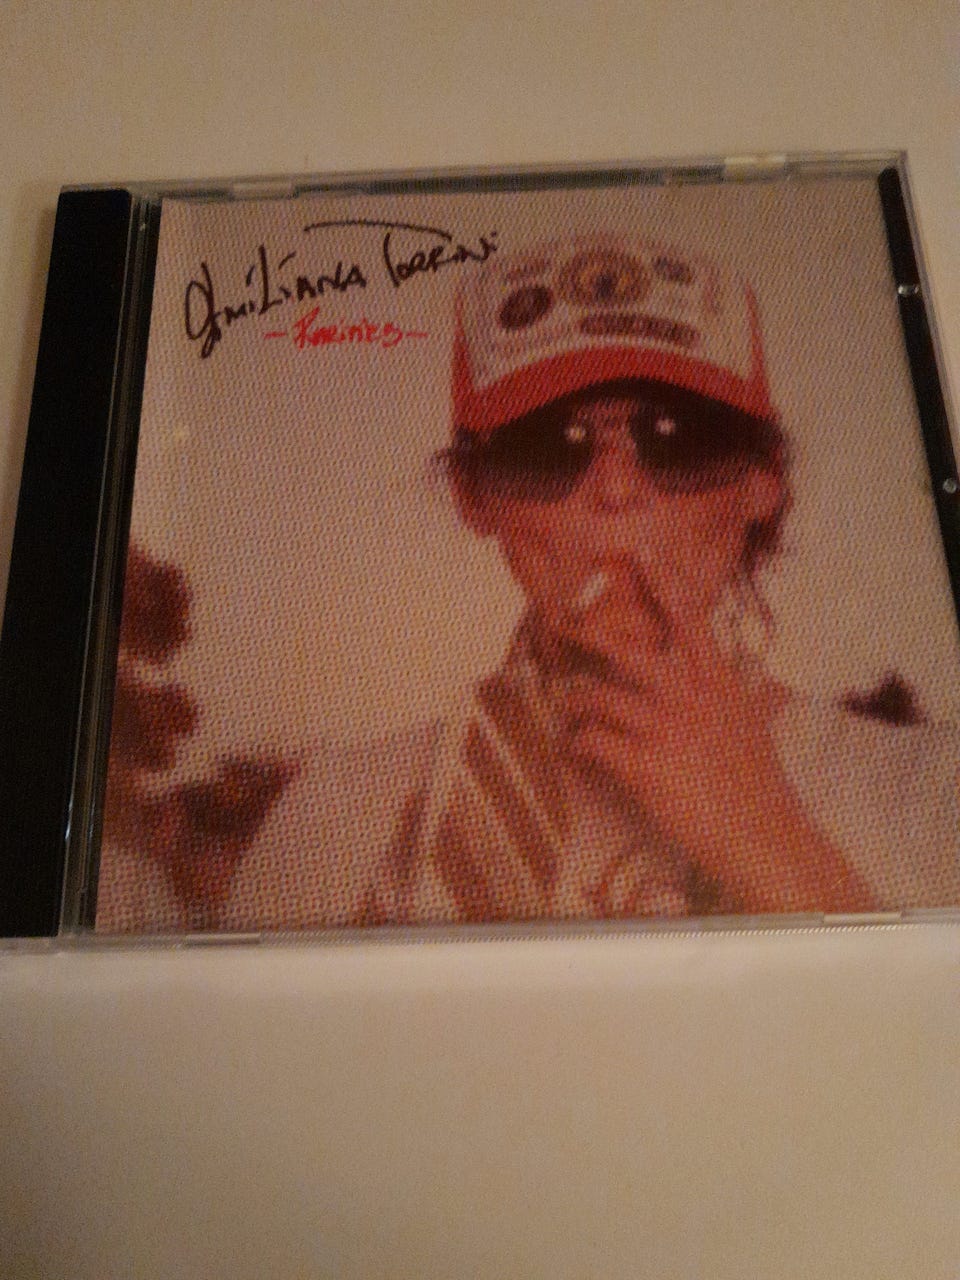 Emiliana Torrini
- Rarities -